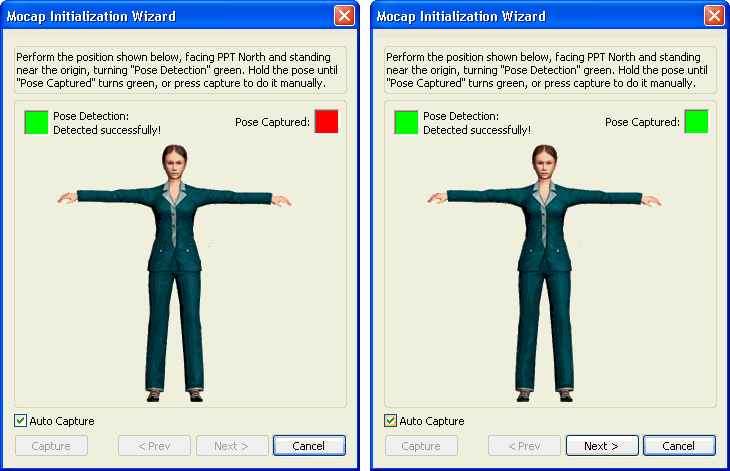 Mocap Initialization Wizard
Perform the position shown below, facing PPT North and standing
near the origin, turning "Pose Detection" green. Hold the pose until
"Pose Captured" turns green, or press capture to do it manually.
Pose Detection:
Detected successfully!
Pose Captured:
Auto Capture
Capture
< Prev
Next >
Cancel
Mocap Initialization Wizard
Perform the position shown below, facing PPT North and standing
near the origin, turning "Pose Detection" green. Hold the pose until
"Pose Captured" turns green, or press capture to do it manually.
Pose Detection:
Detected successfully!
Pose Captured:
Auto Capture
Capture
< Prev
Next >
Cancel